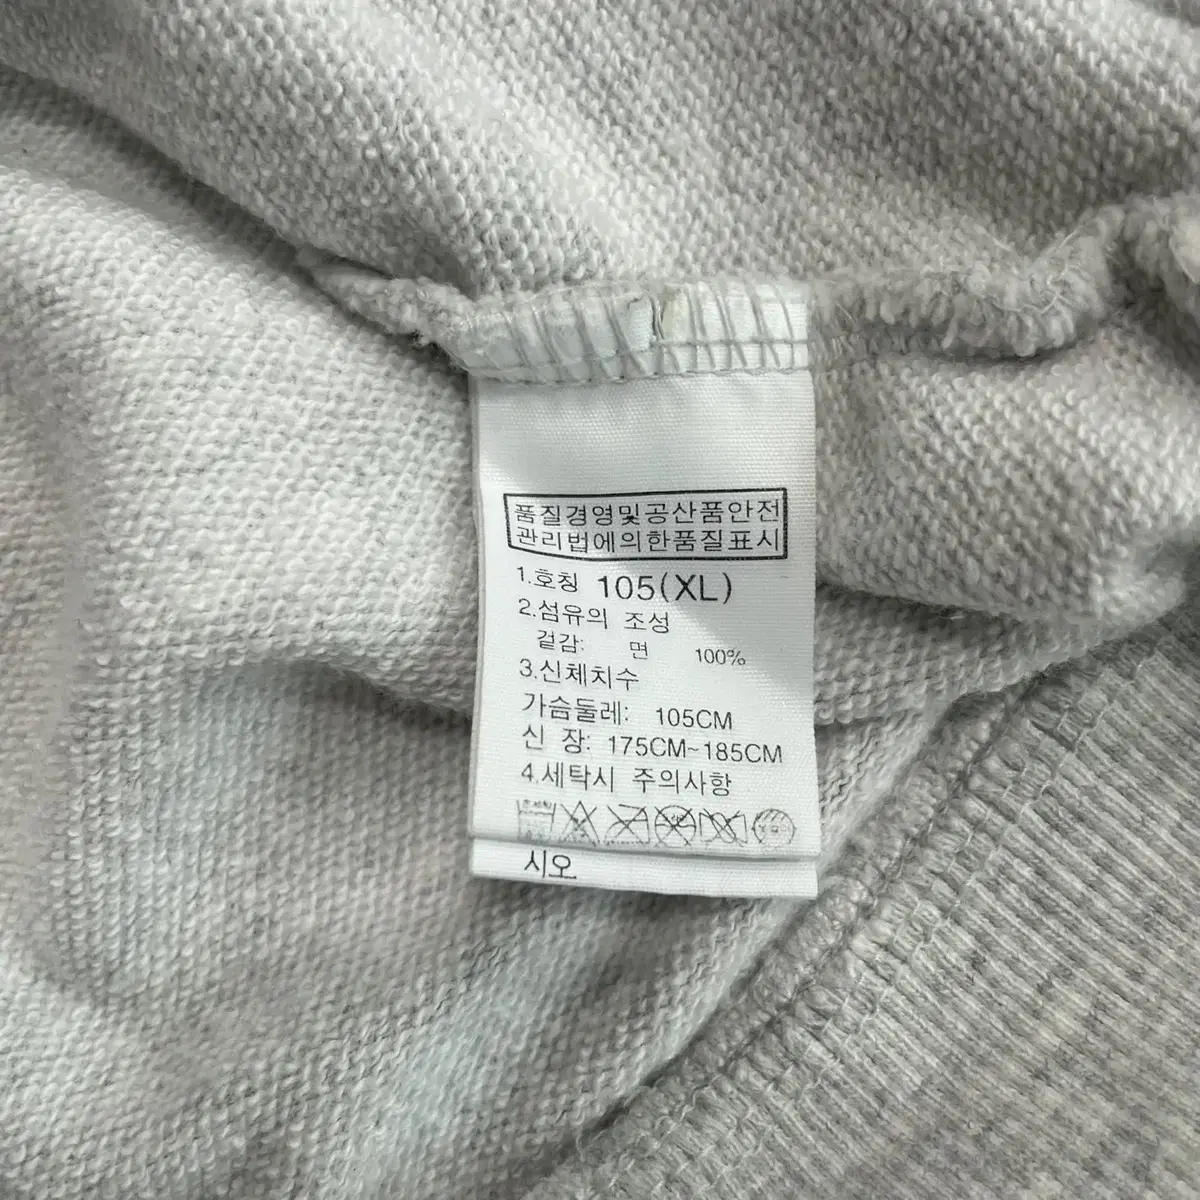 품질경영및공산품안전
관리법에의한품질표시
1.호칭 105(XL)
2.섬유의 조성
겉감: 면 100%
3.신체치수
가슴둘레: 105CM
신 장: 175CM~185CM
4.세탁시 주의사항
시오